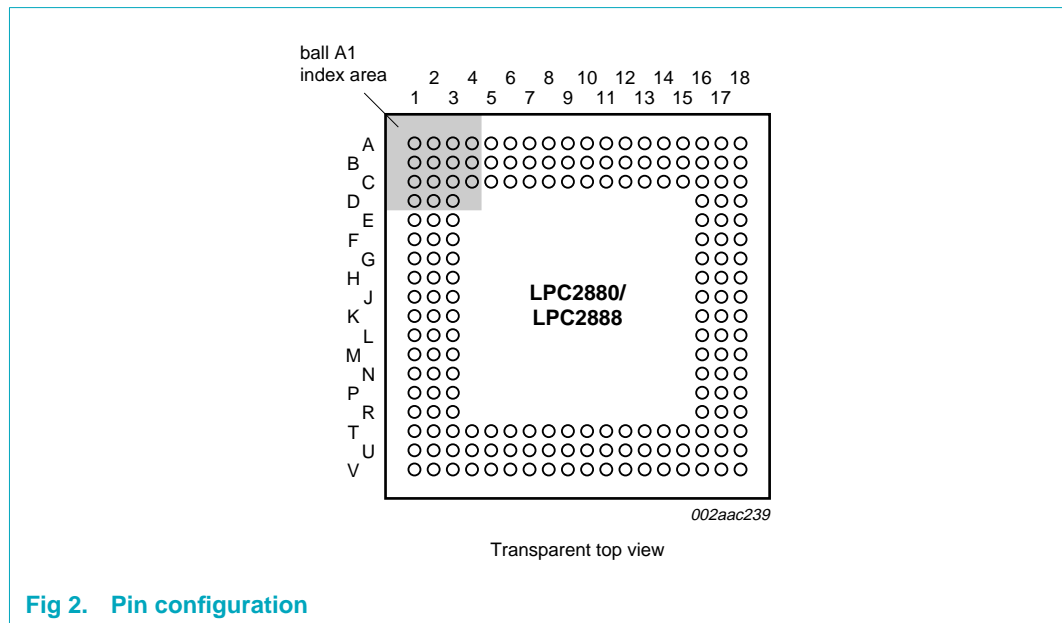 ball A1
index area
2 4 6 8 10 12 14 16 18
1 3 5 7 9 11 13 15 17
A
B
C
D
E
F
G
H
J
K
L
M
N
P
R
T
U
V
LPC2880/
LPC2888
002aac239
Transparent top view
Fig 2. Pin configuration